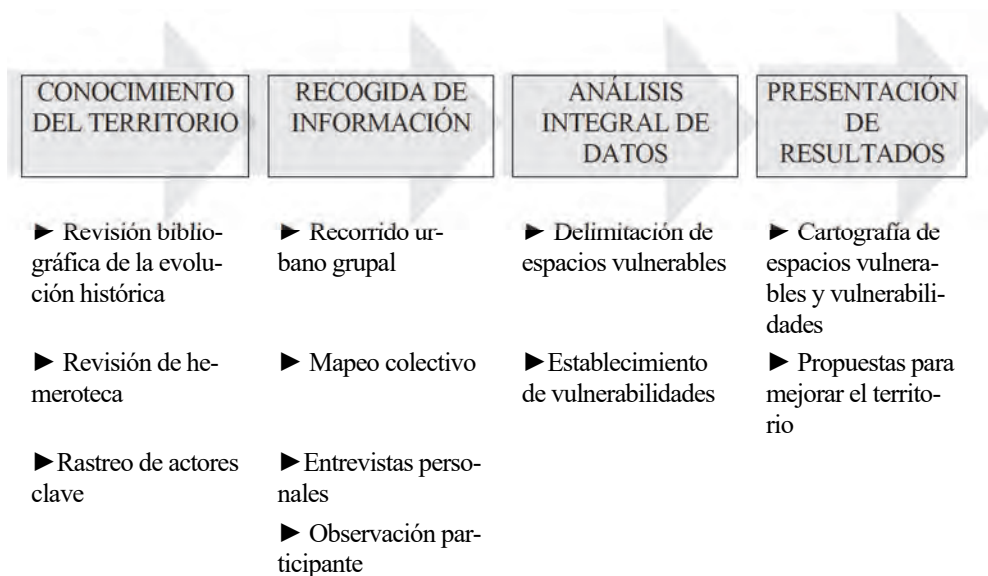 CONOCIMIENTO
DEL TERRITORIO
RECOGIDA DE
INFORMACIÓN
ANÁLISIS
INTEGRAL DE
DATOS
PRESENTACIÓN
DE
RESULTADOS
► Revisión biblio-
gráfica de la evolu-
ción histórica
► Revisión de he-
meroteca
►Rastreo de actores
clave
► Recorrido ur-
bano grupal
► Mapeo colectivo
►Entrevistas perso-
nales
► Observación par-
ticipante
► Delimitación de
espacios vulnerables
►Establecimiento
de vulnerabilidades
► Cartografía de
espacios vulnera-
bles y vulnerabili-
dades
► Propuestas para
mejorar el territo-
rio